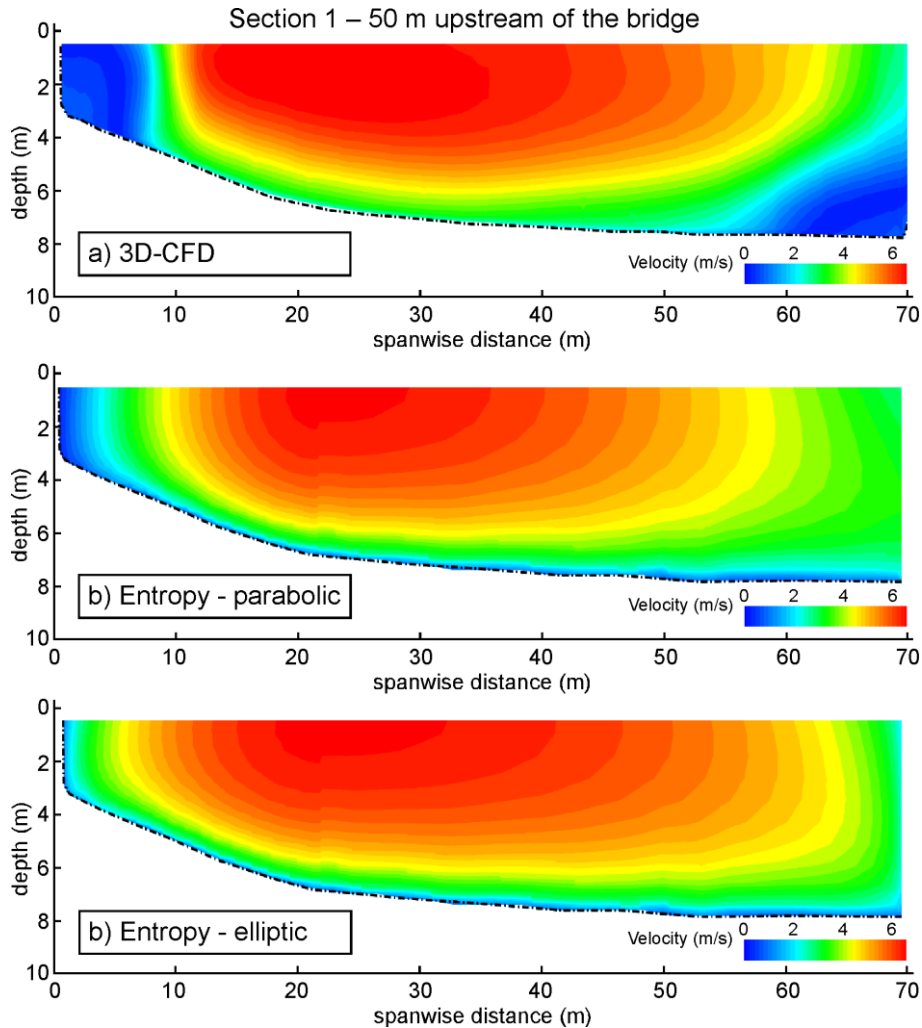 Section 1 – 50 m upstream of the bridge
0
2
4
6
8
10
depth (m)
a) 3D-CFD
Velocity (m/s) 0 2 4 6
0 10 20 30 40 50 60 70
spanwise distance (m)
0
2
4
6
8
10
depth (m)
b) Entropy - parabolic
Velocity (m/s) 0 2 4 6
0 10 20 30 40 50 60 70
spanwise distance (m)
0
2
4
6
8
10
depth (m)
b) Entropy - elliptic
Velocity (m/s) 0 2 4 6
0 10 20 30 40 50 60 70
spanwise distance (m)